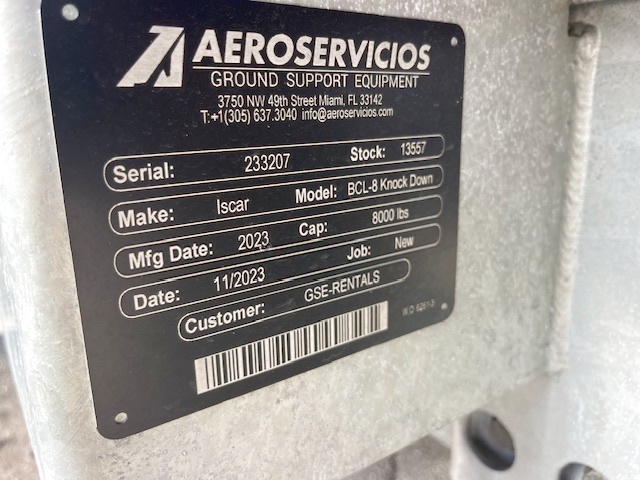 AEROSERVICIOS
GROUND SUPPORT EQUIPMENT
3750 NW 49th Street Miami, FL 33142
T:+1(305) 637.3040 info@aeroservicios.com
Serial: 233207 Stock: 13557
Make: Iscar Model: BCL-8 Knock Down
Mfg Date: 2023 Cap: 8000 lbs
Date: 11/2023 Job: New
Customer: GSE-RENTALS
W.O 6261-3